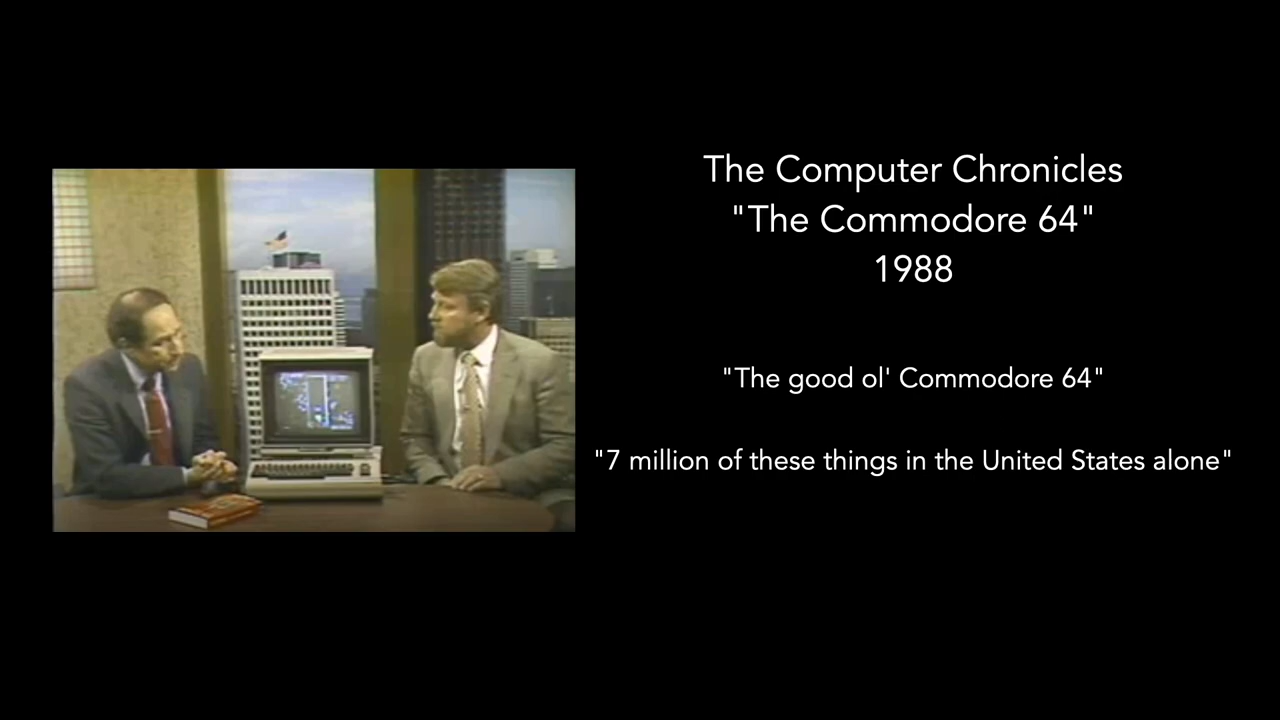 The Computer Chronicles
"The Commodore 64"
1988
"The good ol' Commodore 64"
"7 million of these things in the United States alone"